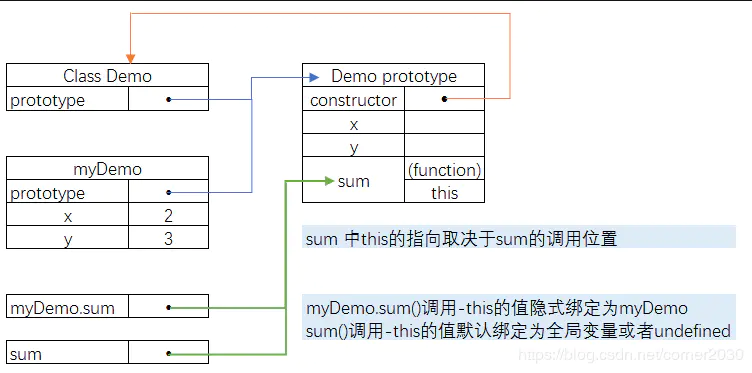 Class Demo
prototype
Demo prototype
constructor
x
y
sum
(function)
this
myDemo
prototype
x 2
y 3
sum 中this的指向取决于sum的调用位置
myDemo.sum
sum
myDemo.sum()调用-this的值隐式绑定为myDemo
sum()调用-this的值默认绑定为全局变量或者undefined
https://blog.csdn.net/corner2030